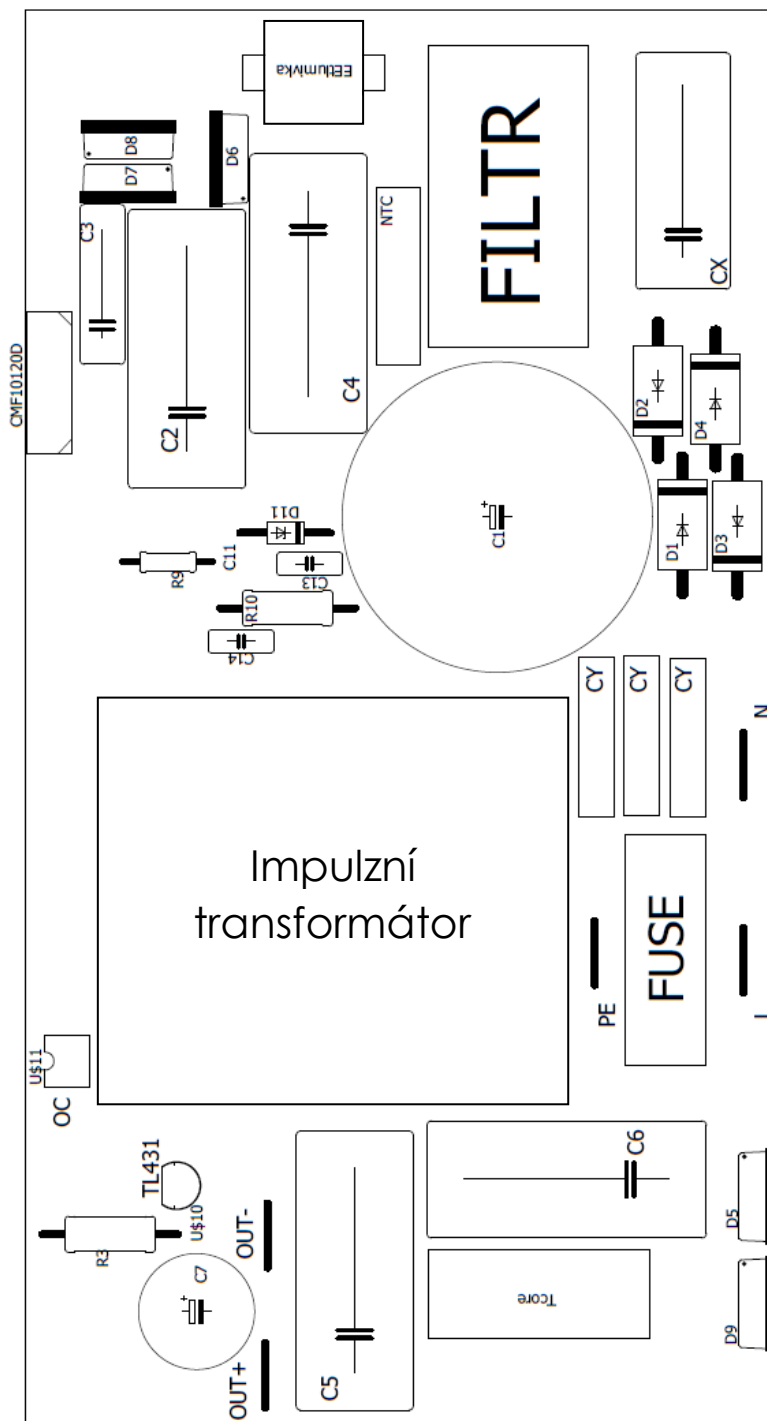 EEtlumivka
FILTR
D8
D7
D6
C3
NTC
CX
CMF10120D
C2
C4
D2
D4
D11
C1
D1
D3
R9
C11
C13
R10
C14
CY
CY
CY
N
Impulzní
transformátor
FUSE
PE
L
U$11
OC
TL431
C6
R3
U$10
OUT-
D5
C7
Tcore
D9
OUT+
C5